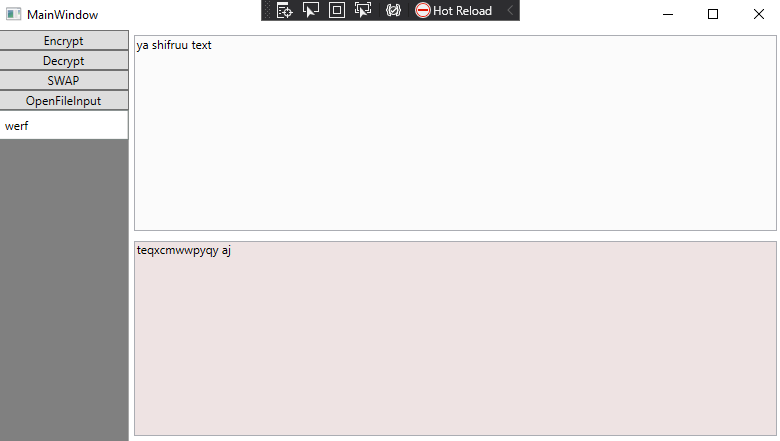 MainWindow
Hot Reload
Encrypt
Decrypt
SWAP
OpenFileInput
werf
ya shifruu text
teqxcmwwpyqy aj